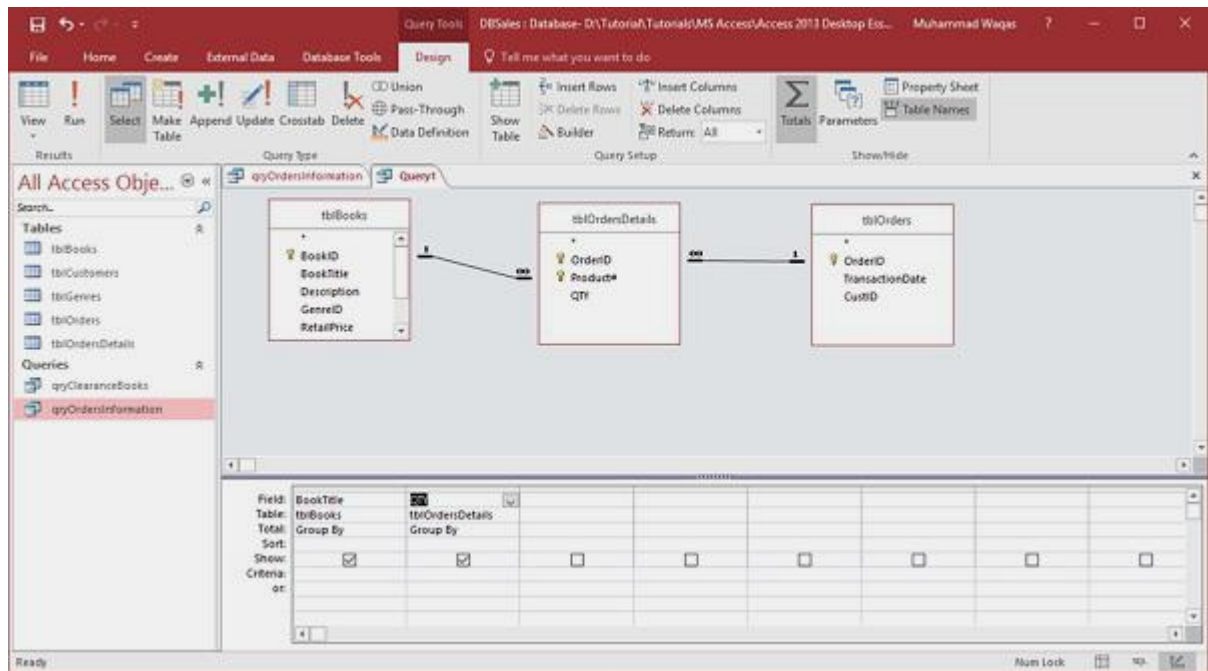 Query Tools DBSales : Database- D:\Tutorial\Tutorials\MS Access\Access 2013 Desktop Ess... Muhammad Waqas ?
File Home Create External Data Database Tools Design Tell me what you want to do
View Run Select Make Table Append Update Crosstab Delete
Union
Pass-Through
Data Definition
Show Table
Insert Rows
Delete Rows
Builder
Insert Columns
Delete Columns
Return: All
Totals Parameters
Property Sheet
Table Names
Results Query Type Query Setup Show/Hide
All Access Obje...
qryOrdersInformation Query1
Search...
Tables
tblBooks
tblCustomers
tblGenres
tblOrders
tblOrdersDetails
Queries
qryClearanceBooks
qryOrdersInformation
tblBooks
*
BookID
BookTitle
Description
GenreID
RetailPrice
1 ∞
tblOrdersDetails
*
OrderID
Product#
QTY
∞ 1
tblOrders
*
OrderID
TransactionDate
CustID
Field: BookTitle QTY
Table: tblBooks tblOrdersDetails
Total: Group By Group By
Sort:
Show:
Criteria:
or:
Ready Num Lock SQL